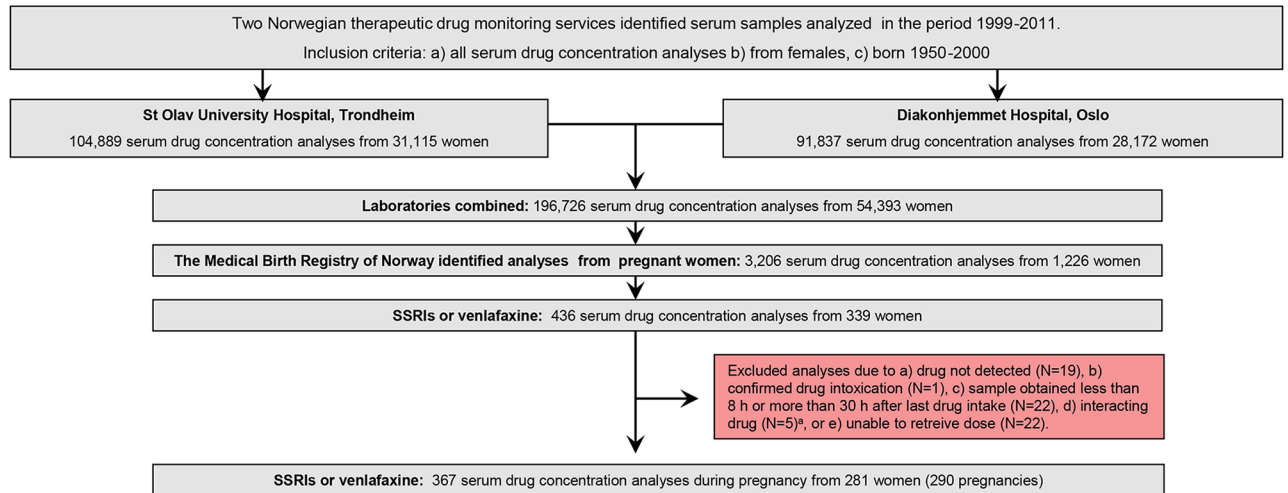 Two Norwegian therapeutic drug monitoring services identified serum samples analyzed in the period 1999-2011.
Inclusion criteria: a) all serum drug concentration analyses b) from females, c) born 1950-2000
St Olav University Hospital, Trondheim
104,889 serum drug concentration analyses from 31,115 women
Diakonhjemmet Hospital, Oslo
91,837 serum drug concentration analyses from 28,172 women
Laboratories combined: 196,726 serum drug concentration analyses from 54,393 women
The Medical Birth Registry of Norway identified analyses from pregnant women: 3,206 serum drug concentration analyses from 1,226 women
SSRIs or venlafaxine: 436 serum drug concentration analyses from 339 women
Excluded analyses due to a) drug not detected (N=19), b)
confirmed drug intoxication (N=1), c) sample obtained less than
8 h or more than 30 h after last drug intake (N=22), d) interacting
drug (N=5)ª, or e) unable to retreive dose (N=22).
SSRIs or venlafaxine: 367 serum drug concentration analyses during pregnancy from 281 women (290 pregnancies)